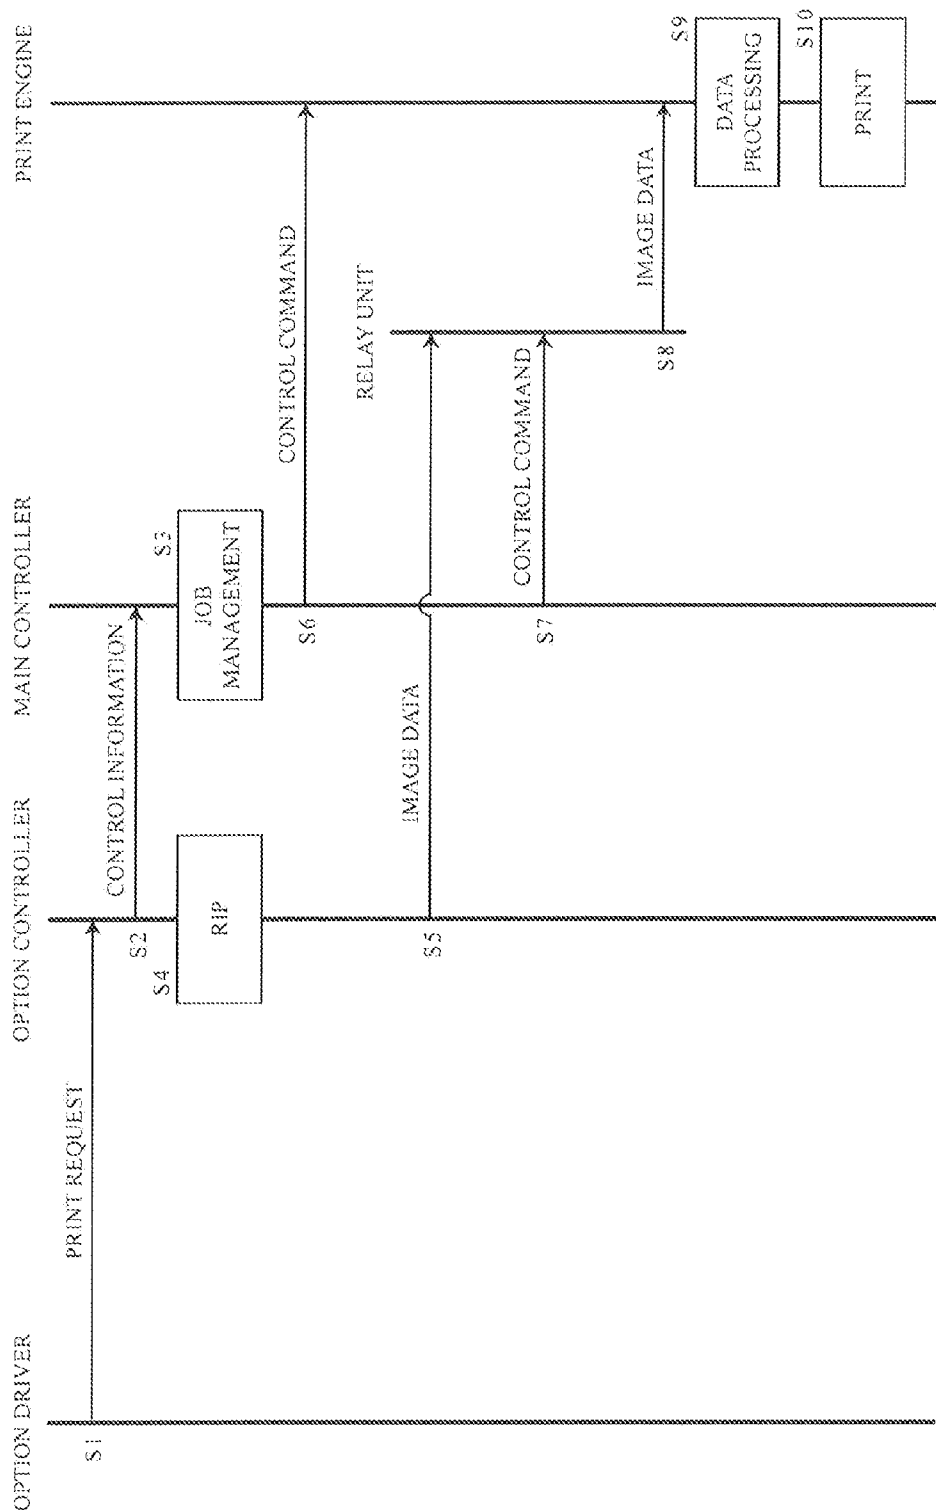 OPTION DRIVER
OPTION CONTROLLER
MAIN CONTROLLER
PRINT ENGINE
S1
PRINT REQUEST
S2
CONTROL INFORMATION
S4
RIP
S3
JOB
MANAGEMENT
S6
CONTROL COMMAND
RELAY UNIT
S5
IMAGE DATA
S7
CONTROL COMMAND
S8
IMAGE DATA
S9
DATA
PROCESSING
S10
PRINT